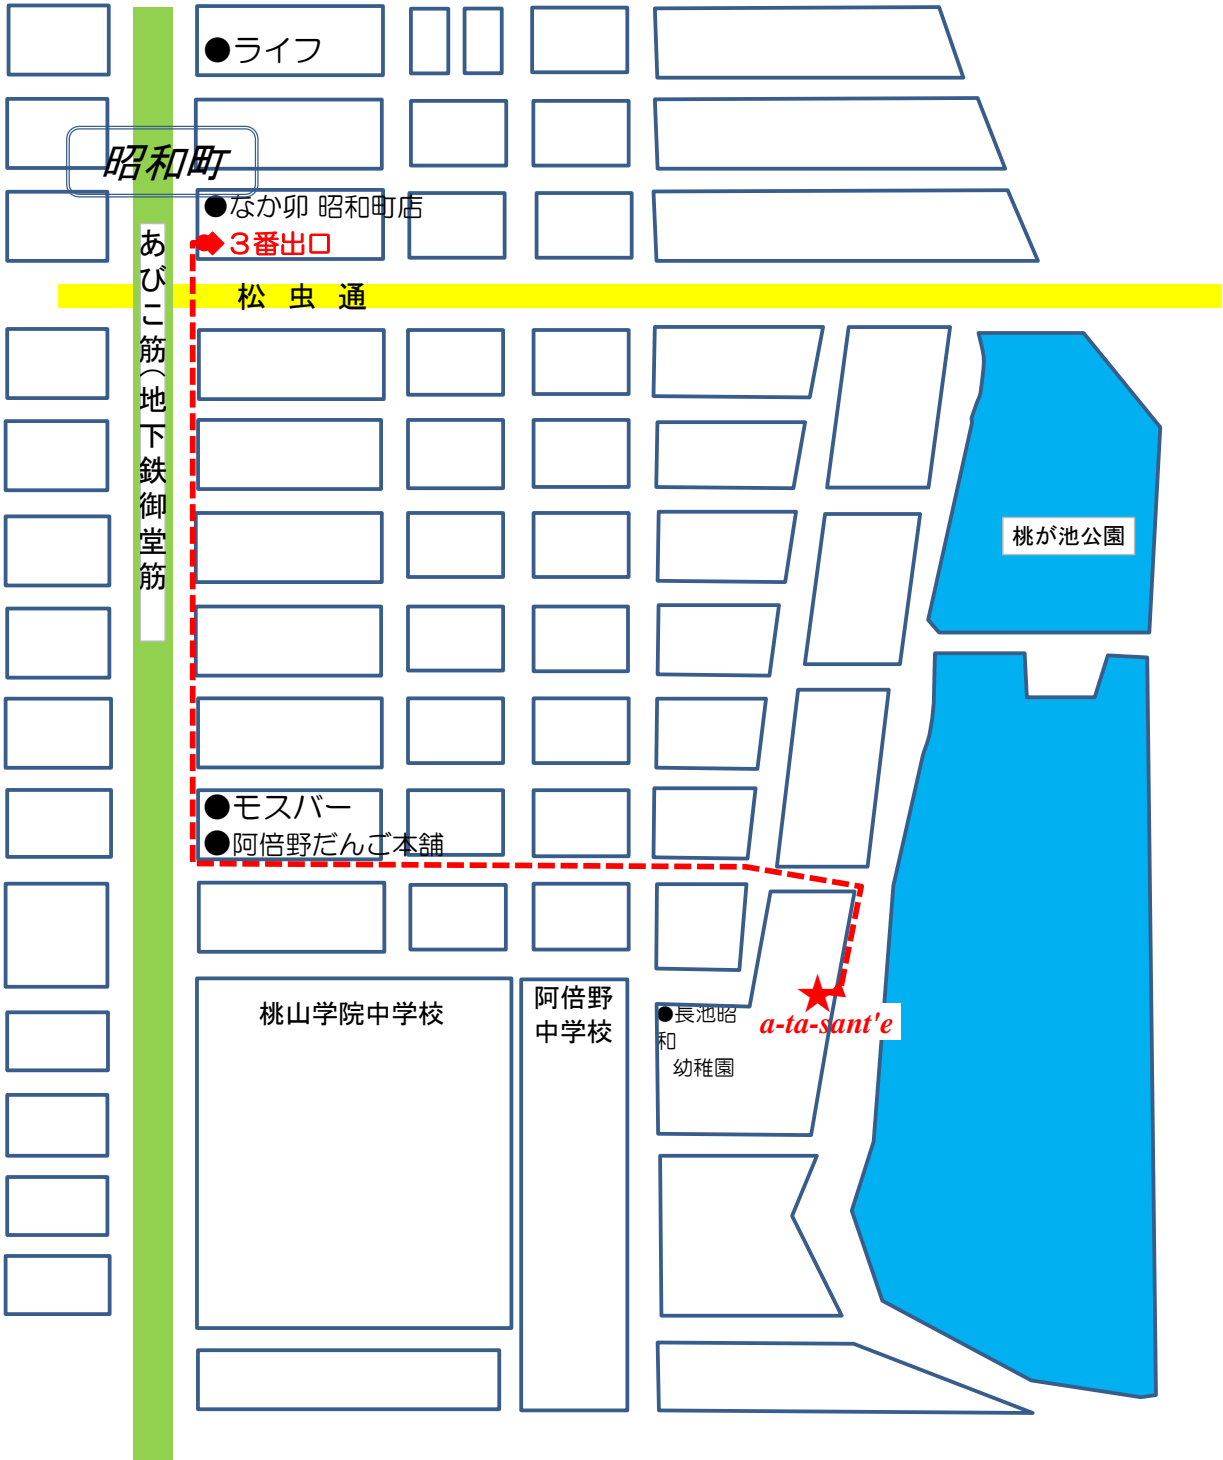 ●ライフ
昭和町
●なか卯 昭和町店
3番出口
松虫通
あびこ筋（地下鉄御堂筋
桃が池公園
●モスバー
●阿倍野だんご本舗
桃山学院中学校
阿倍野
中学校
●長池昭
和
幼稚園
a-ta-sant'e